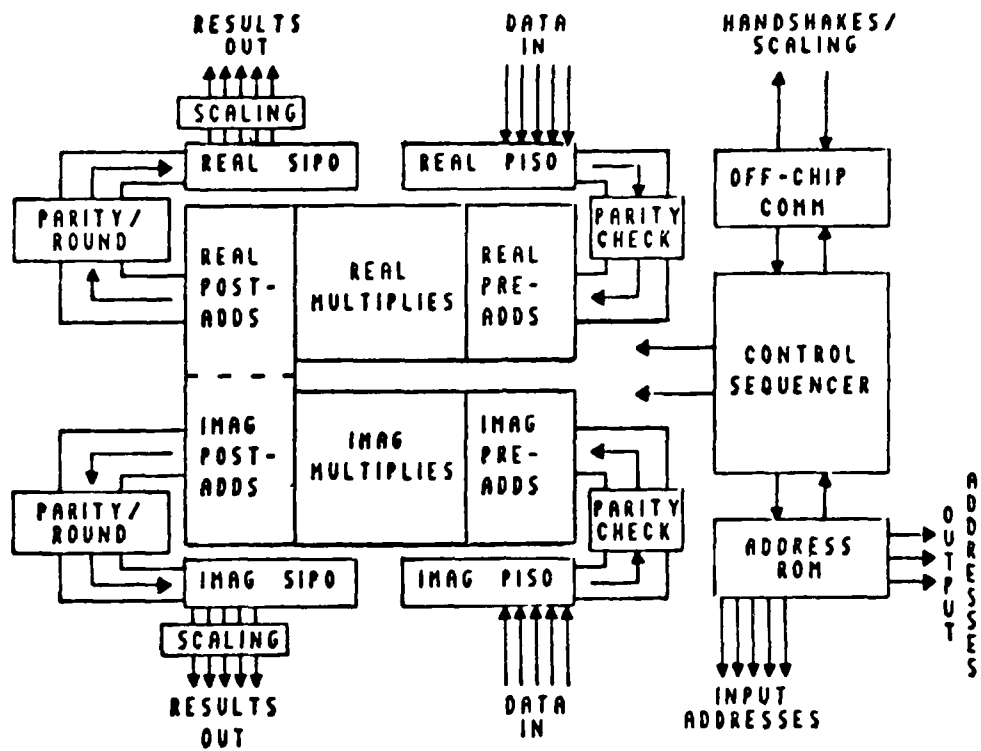 RESULTS
OUT
DATA
IN
HANDSHAKES/
SCALING
SCALING
REAL SIPO
REAL PISO
OFF-CHIP
COMM
PARITY/
ROUND
PARITY
CHECK
REAL
POST-
ADDS
REAL
MULTIPLIES
REAL
PRE-
ADDS
CONTROL
SEQUENCER
IMAG
POST-
ADDS
IMAG
MULTIPLIES
IMAG
PRE-
ADDS
PARITY/
ROUND
PARITY
CHECK
ADDRESS
ROM
OUTPUT
ADDRESSES
IMAG SIPO
IMAG PISO
SCALING
RESULTS
OUT
DATA
IN
INPUT
ADDRESSES